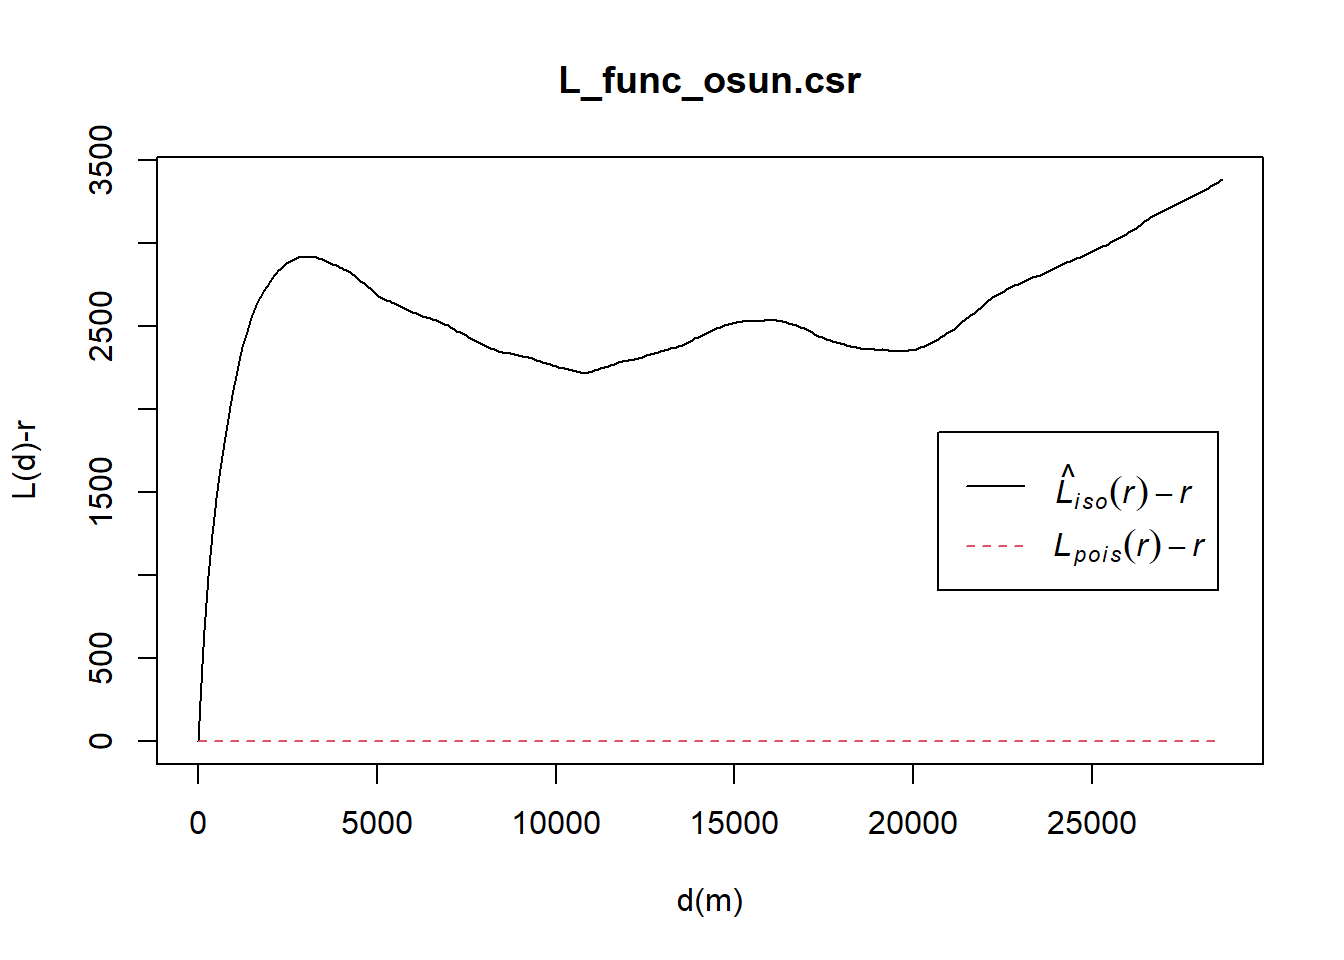 L_func_osun.csr
3500
2500
1500
500
0
L(d)-r
L̂iso(r) − r
Lpois(r) − r
0 5000 10000 15000 20000 25000
d(m)